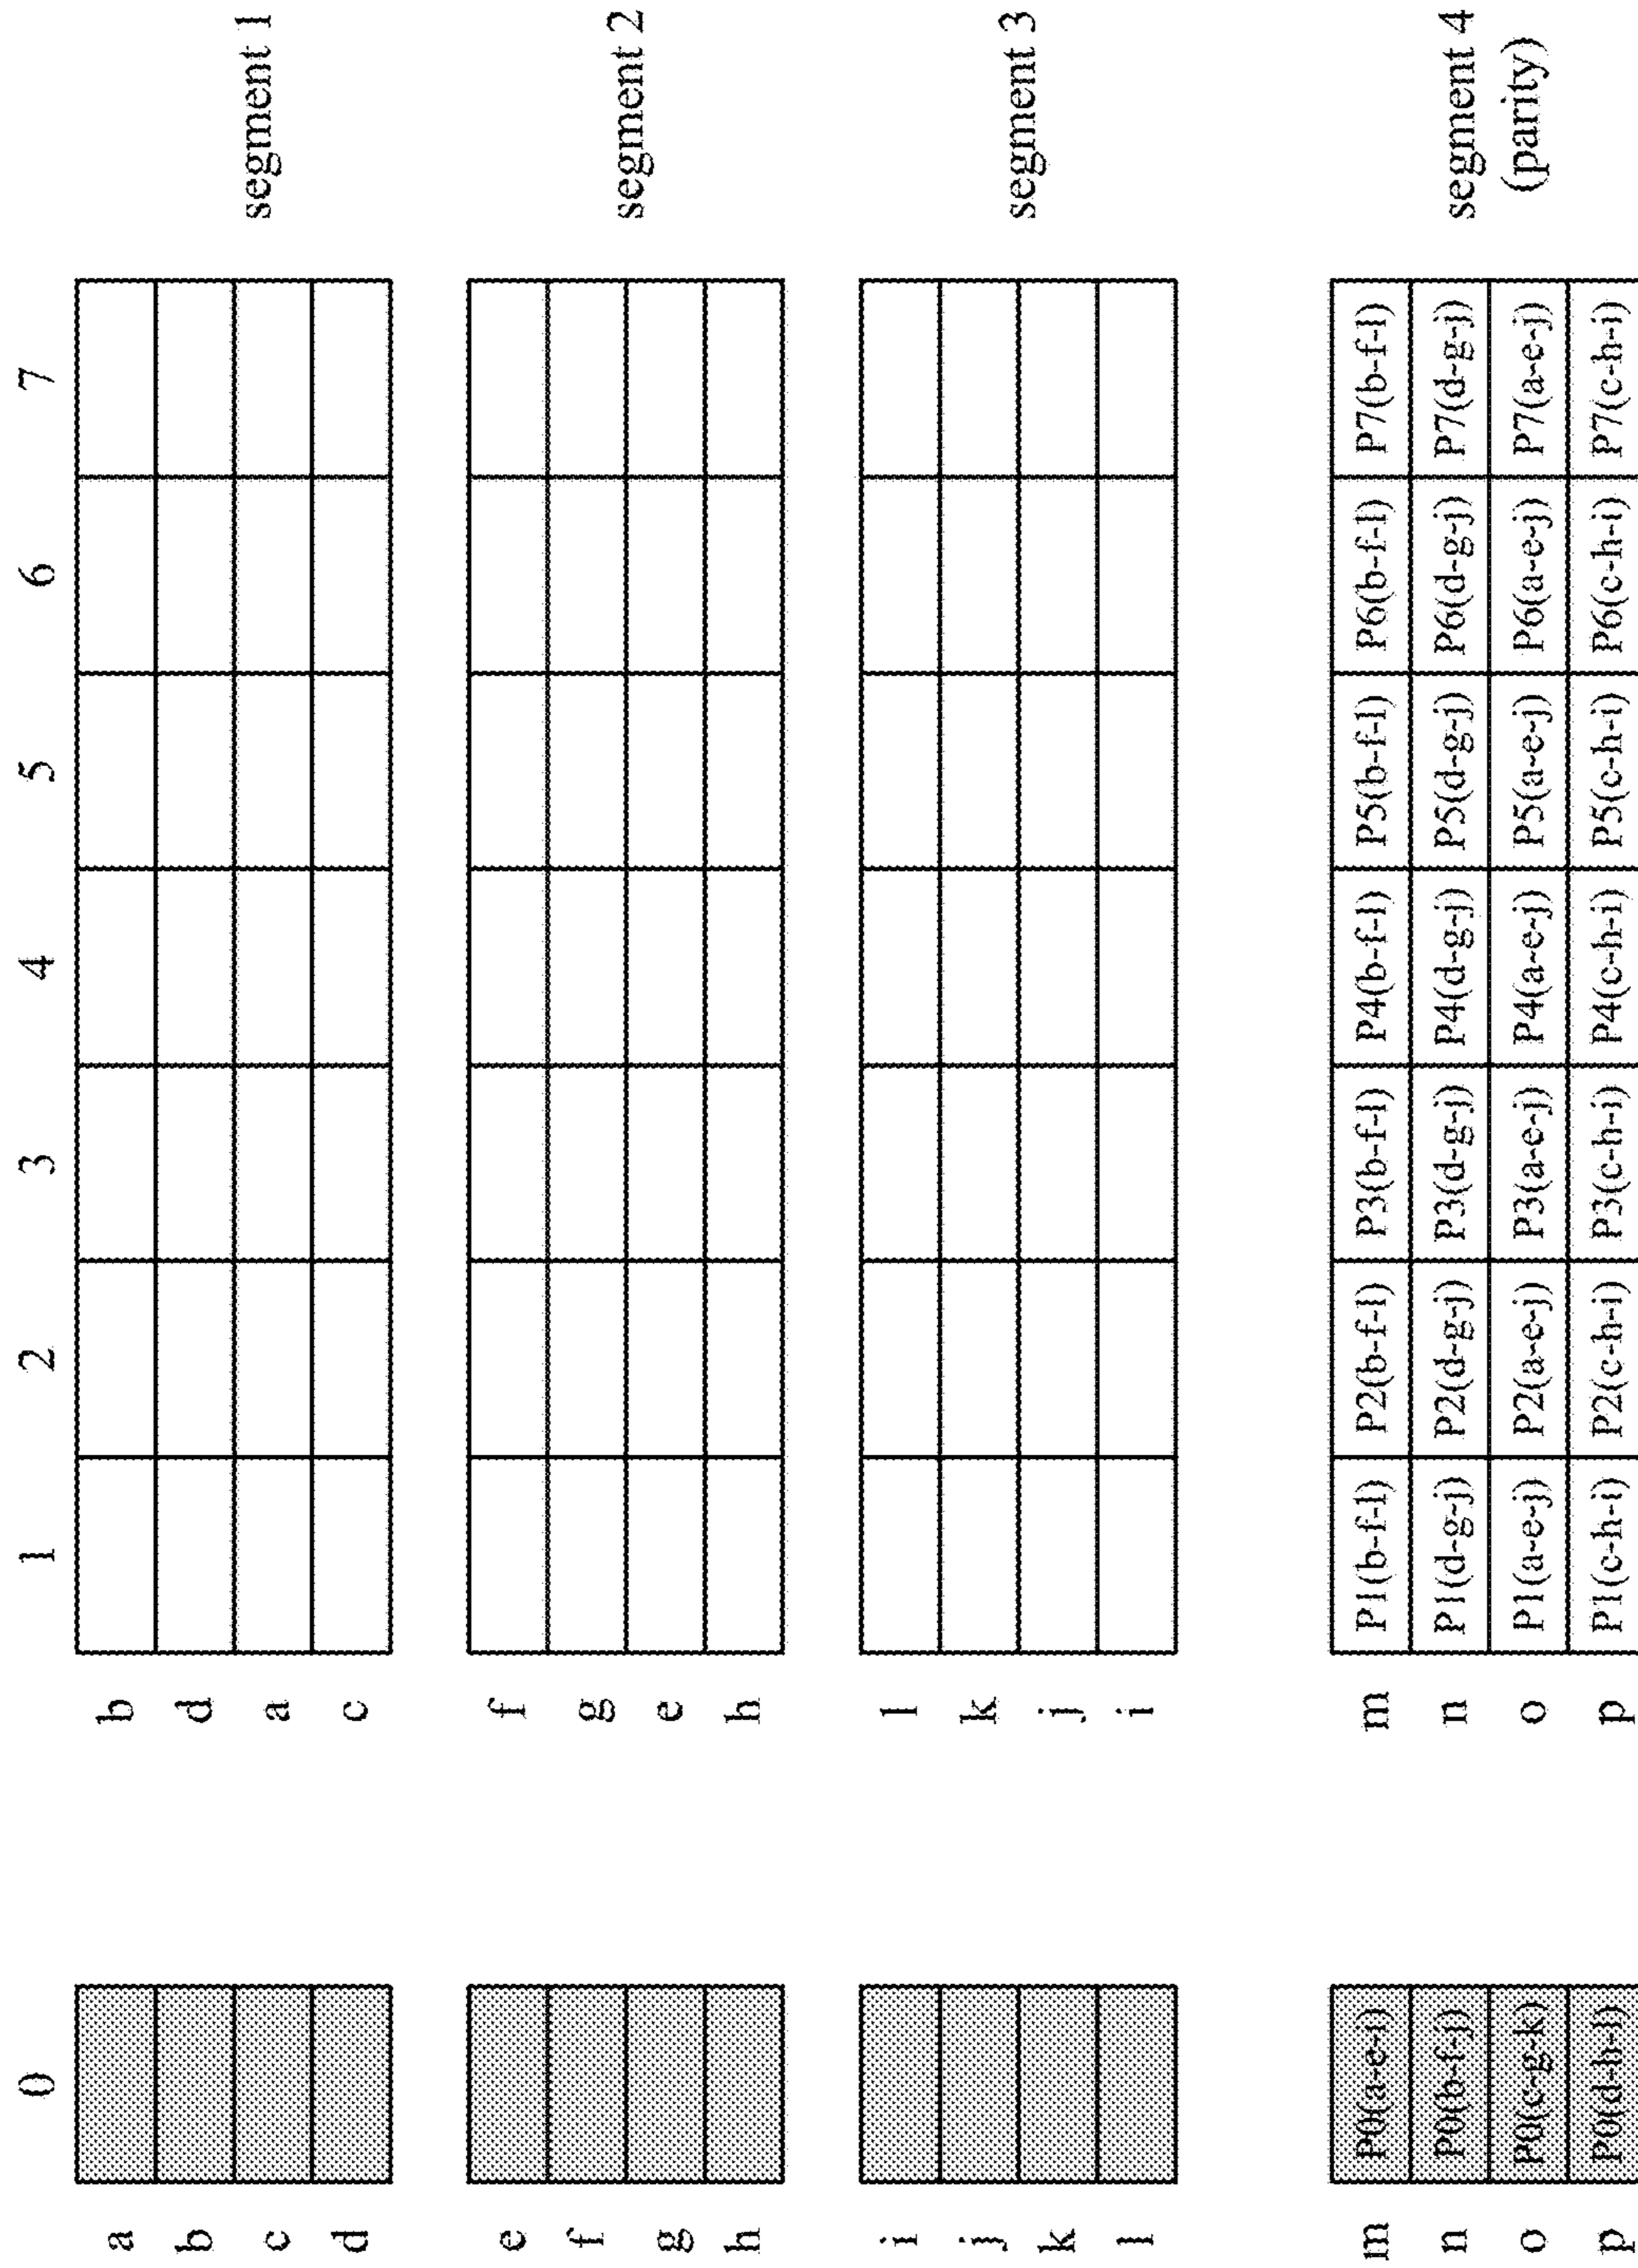 0 1 2 3 4 5 6 7
a b
b d
c a
d c
segment 1
e f
f g
g e
h h
segment 2
i l
j k
k j
l i
segment 3
m P0(a-e-i) m P1(b-f-l) P2(b-f-l) P3(b-f-l) P4(b-f-l) P5(b-f-l) P6(b-f-l) P7(b-f-l)
n P0(b-f-j) n P1(d-g-j) P2(d-g-j) P3(d-g-j) P4(d-g-j) P5(d-g-j) P6(d-g-j) P7(d-g-j)
o P0(c-g-k) o P1(a-e-j) P2(a-e-j) P3(a-e-j) P4(a-e-j) P5(a-e-j) P6(a-e-j) P7(a-e-j)
p P0(d-h-l) p P1(c-h-i) P2(c-h-i) P3(c-h-i) P4(c-h-i) P5(c-h-i) P6(c-h-i) P7(c-h-i)
segment 4
(parity)